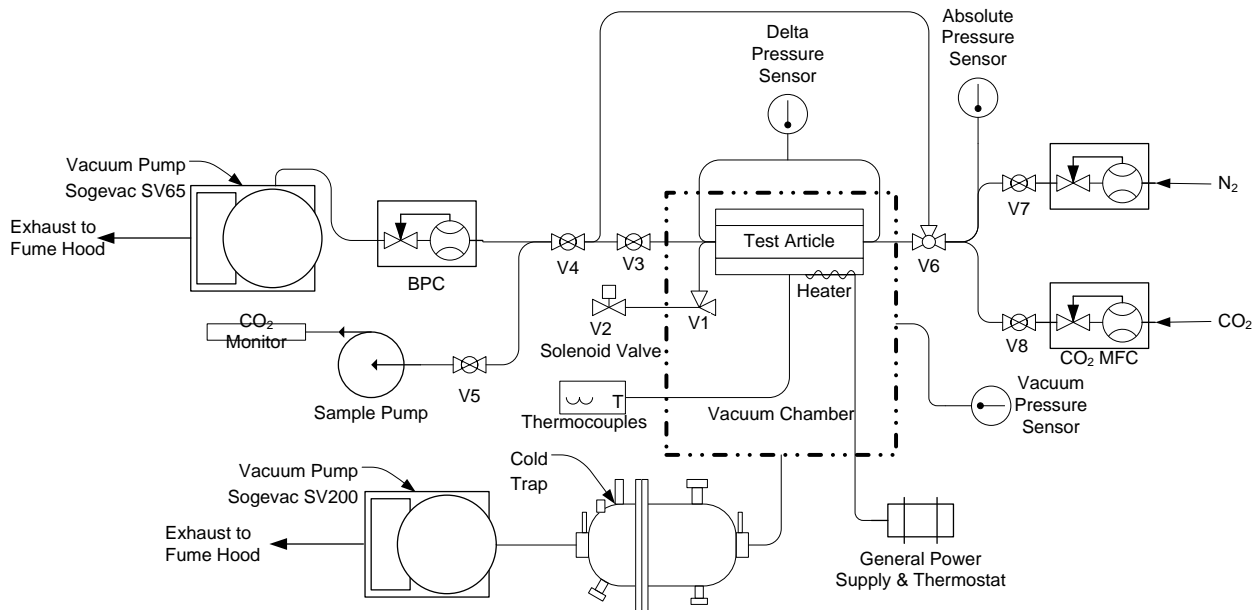 Delta
Pressure
Sensor
Absolute
Pressure
Sensor
Vacuum Pump
Sogevac SV65
Exhaust to
Fume Hood
BPC
V4
V3
Test Article
Heater
V6
V7
N₂
V8
CO₂ MFC
CO₂
V2
Solenoid Valve
V1
CO₂
Monitor
Sample Pump
V5
T
Thermocouples
Vacuum Chamber
Vacuum
Pressure
Sensor
Vacuum Pump
Sogevac SV200
Cold
Trap
Exhaust to
Fume Hood
General Power
Supply & Thermostat